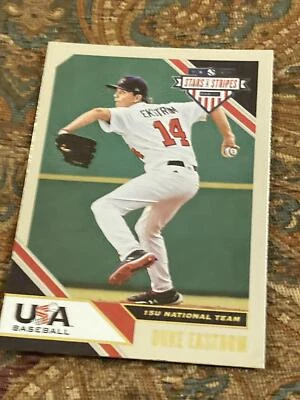 STARS & STRIPES
EKSTROM
14
USA
BASEBALL
15U NATIONAL TEAM
DUKE EKSTROM